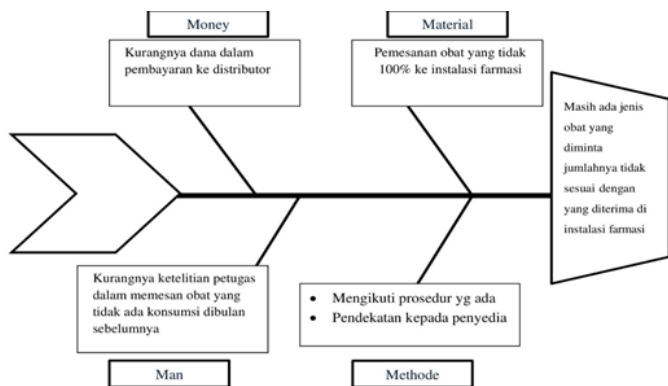 Money
Kurangnya dana dalam
pembayaran ke distributor
Material
Pemesanan obat yang tidak
100% ke instalasi farmasi
Masih ada jenis
obat yang
diminta
jumlahnya tidak
sesuai dengan
yang diterima di
instalasi farmasi
Kurangnya ketelitian petugas
dalam memesan obat yang
tidak ada konsumsi dibulan
sebelumnya
Man
• Mengikuti prosedur yg ada
• Pendekatan kepada penyedia
Methode